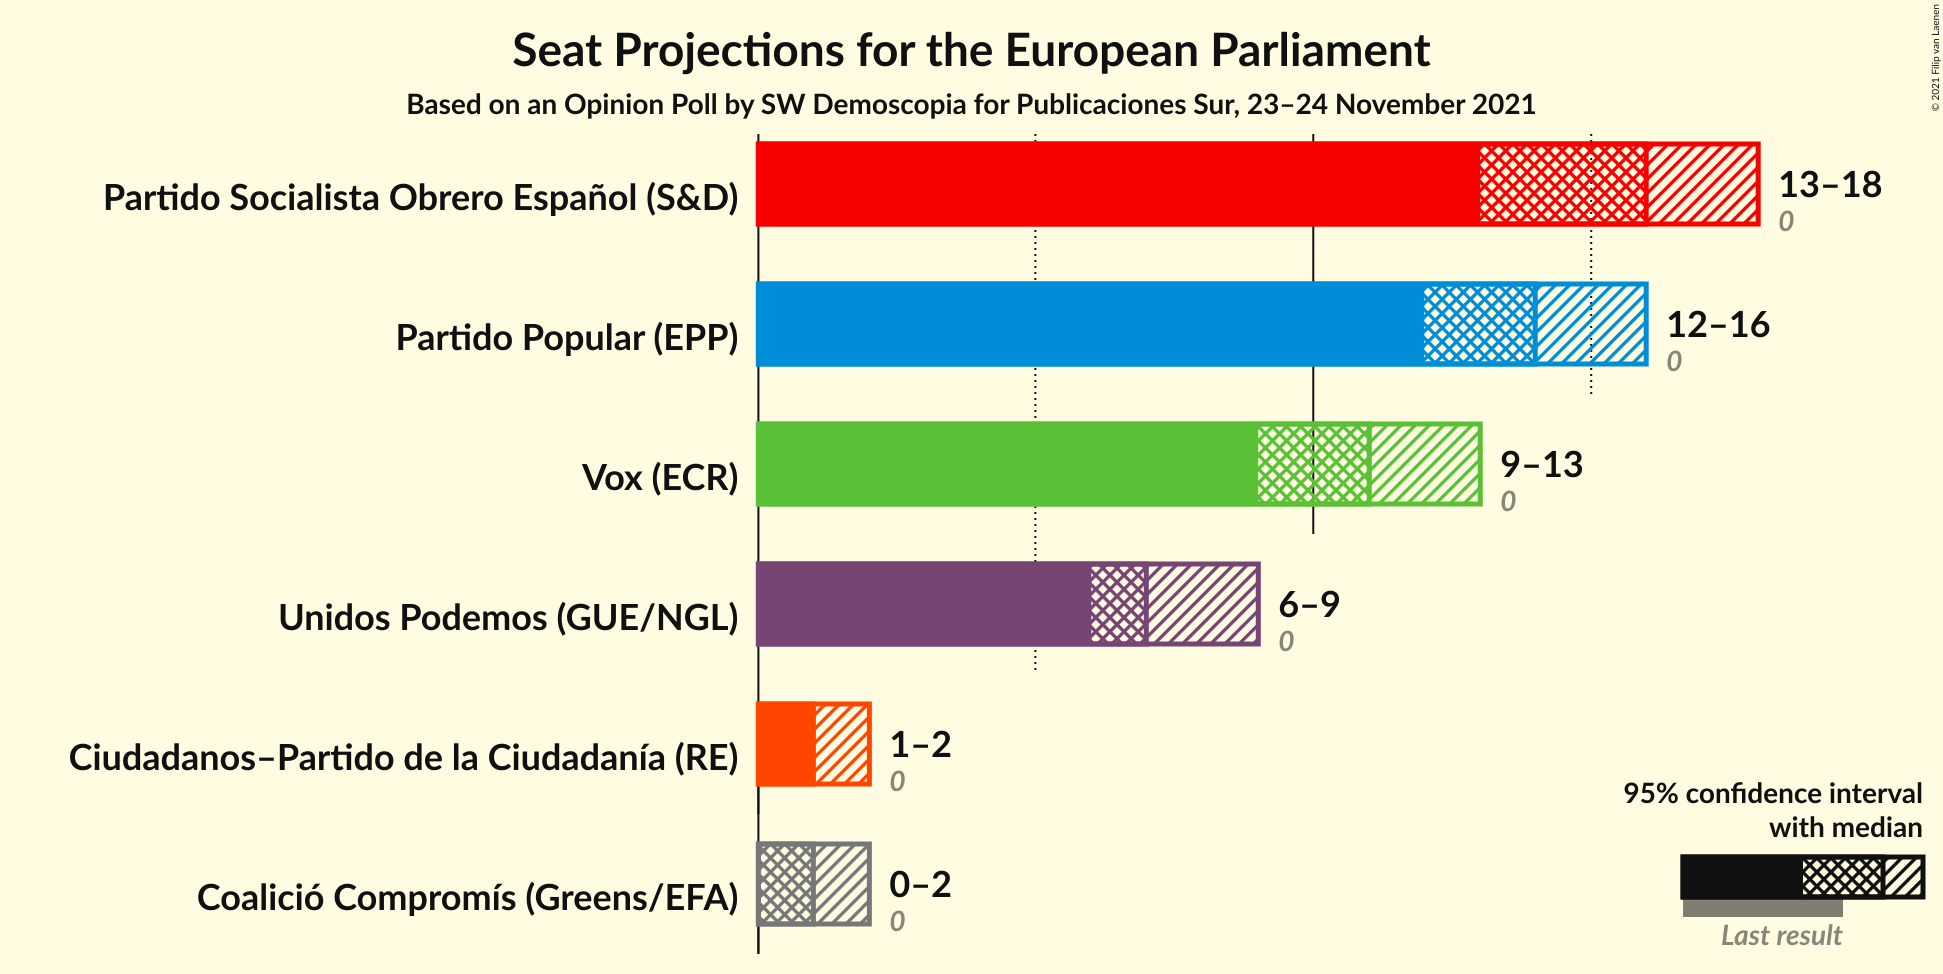 Seat Projections for the European Parliament
Based on an Opinion Poll by SW Demoscopia for Publicaciones Sur, 23–24 November 2021
© 2021 Filip van Laenen
Partido Socialista Obrero Español (S&D)
13–18
0
Partido Popular (EPP)
12–16
0
Vox (ECR)
9–13
0
Unidos Podemos (GUE/NGL)
6–9
0
Ciudadanos–Partido de la Ciudadanía (RE)
1–2
0
Coalició Compromís (Greens/EFA)
0–2
0
95% confidence interval
with median
Last result